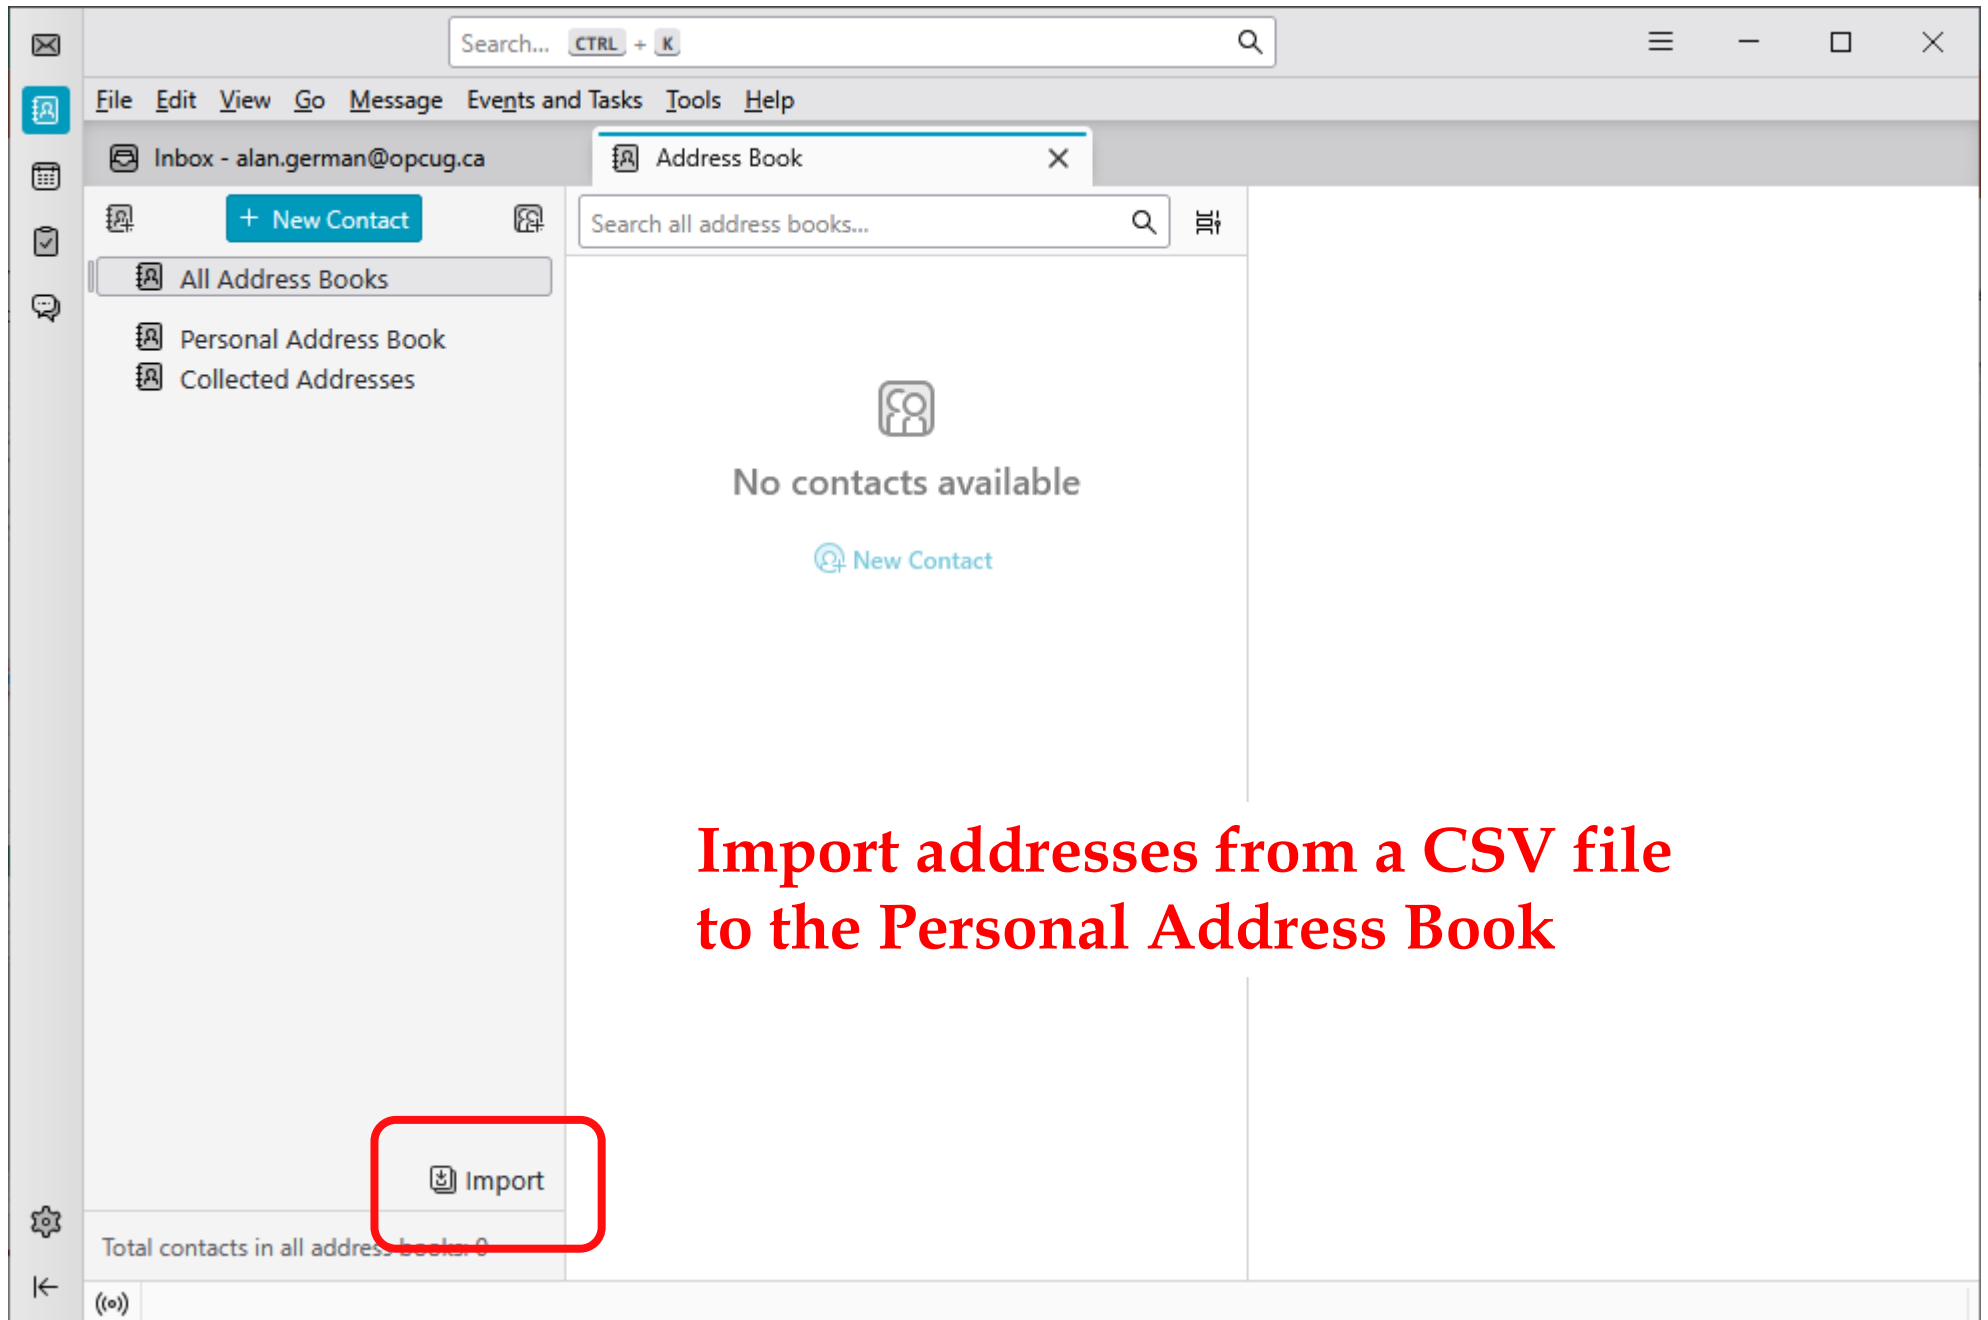 Search... CTRL + K
File Edit View Go Message Events and Tasks Tools Help
Inbox - alan.german@opcug.ca
Address Book
+ New Contact
Search all address books...
All Address Books
Personal Address Book
Collected Addresses
No contacts available
New Contact
Import addresses from a CSV file
to the Personal Address Book
Import
Total contacts in all address books: 0